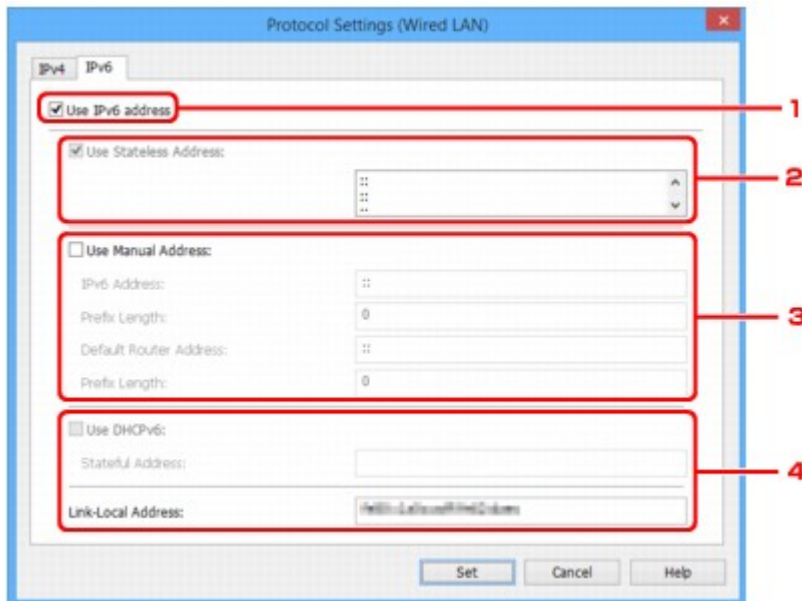 Protocol Settings (Wired LAN)
IPv4 IPv6
Use IPv6 address 1
Use Stateless Address:
::
:: 2
::
Use Manual Address:
IPv6 Address: ::
Prefix Length: 0
3
Default Router Address: ::
Prefix Length: 0
Use DHCPv6:
Stateful Address:
4
Link-Local Address:
Set Cancel Help